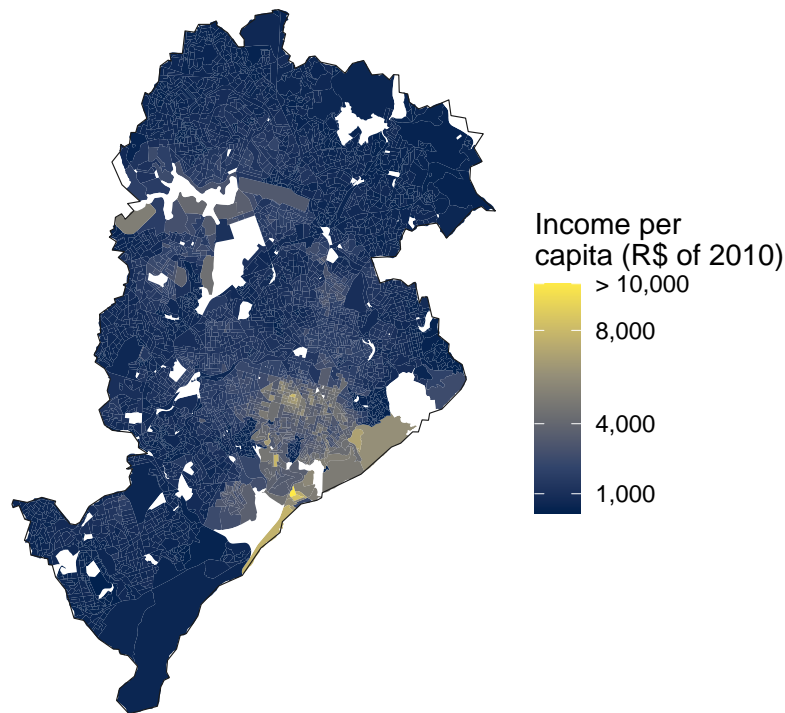 Income per
capita (R$ of 2010)
> 10,000
8,000
4,000
1,000